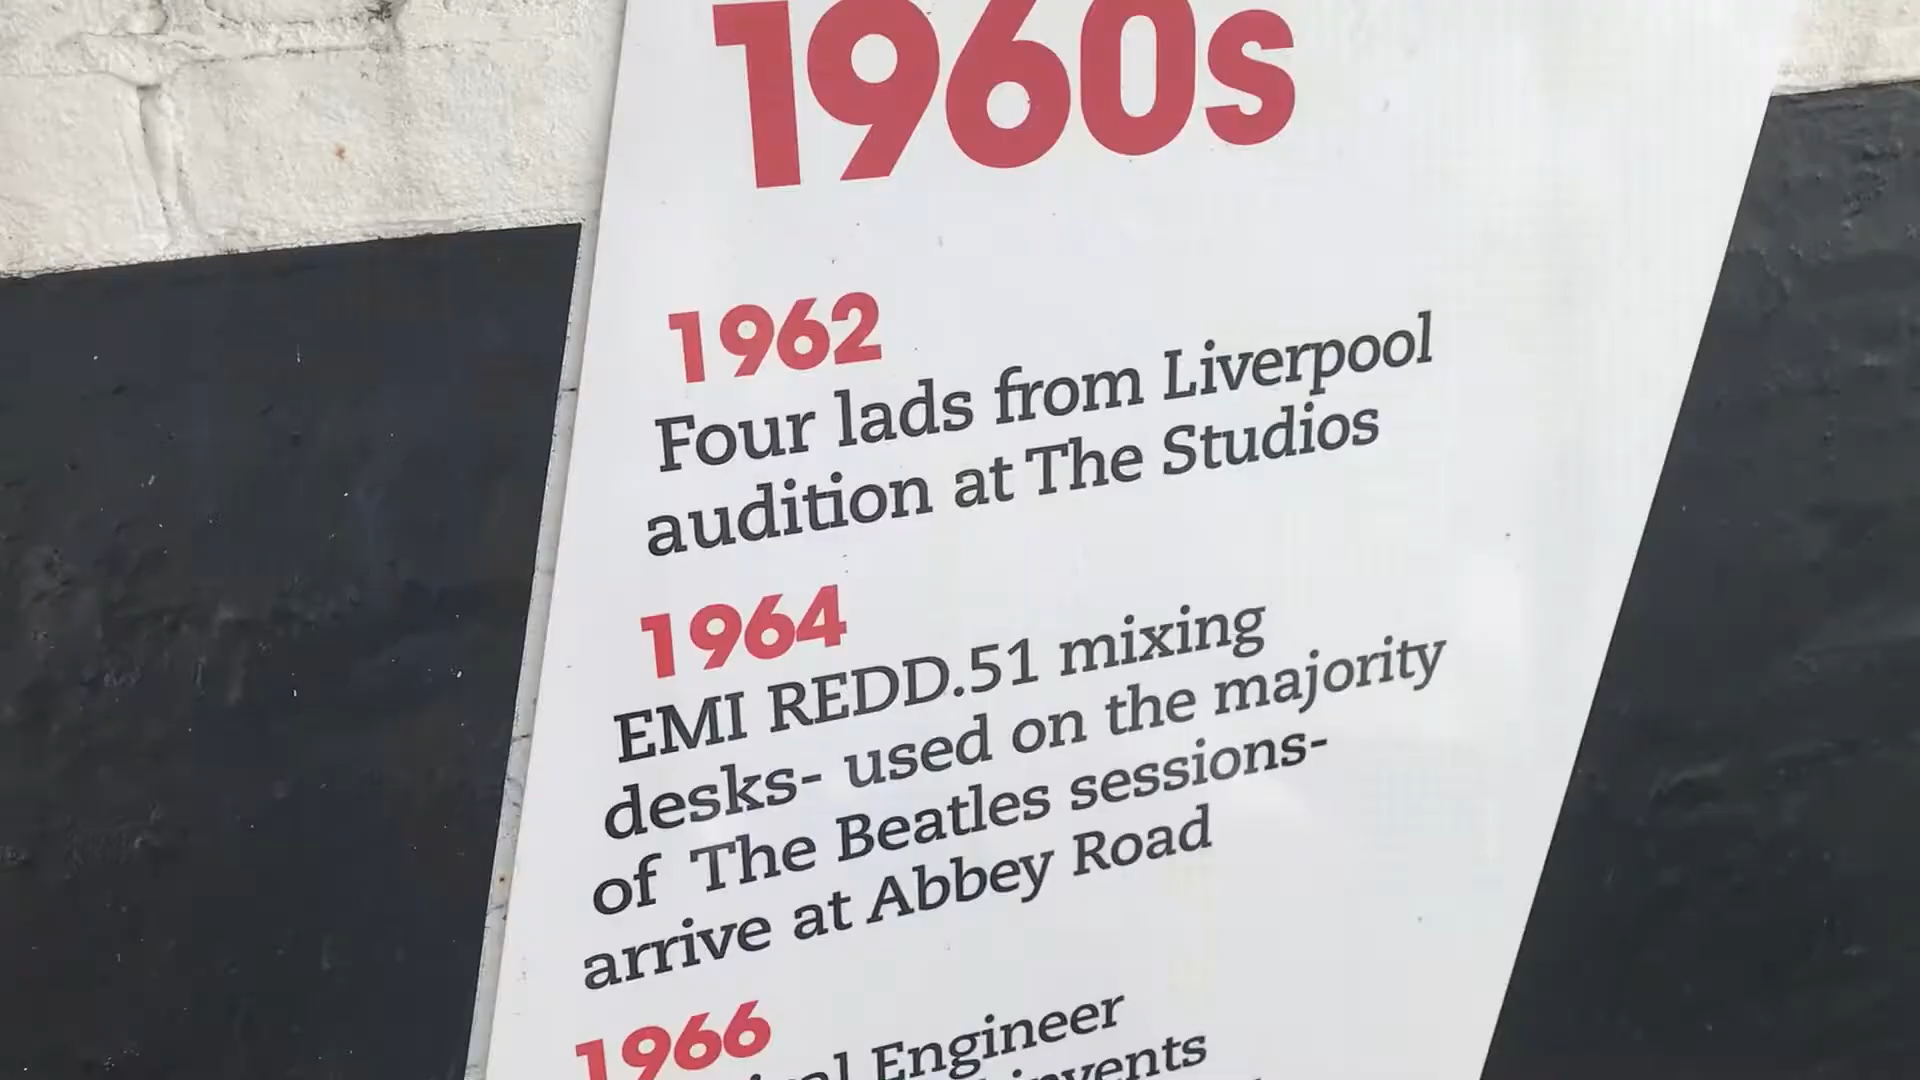 1960s
1962
Four lads from Liverpool
audition at The Studios
1964
EMI REDD.51 mixing
desks- used on the majority
of The Beatles sessions-
arrive at Abbey Road
1966
Engineer